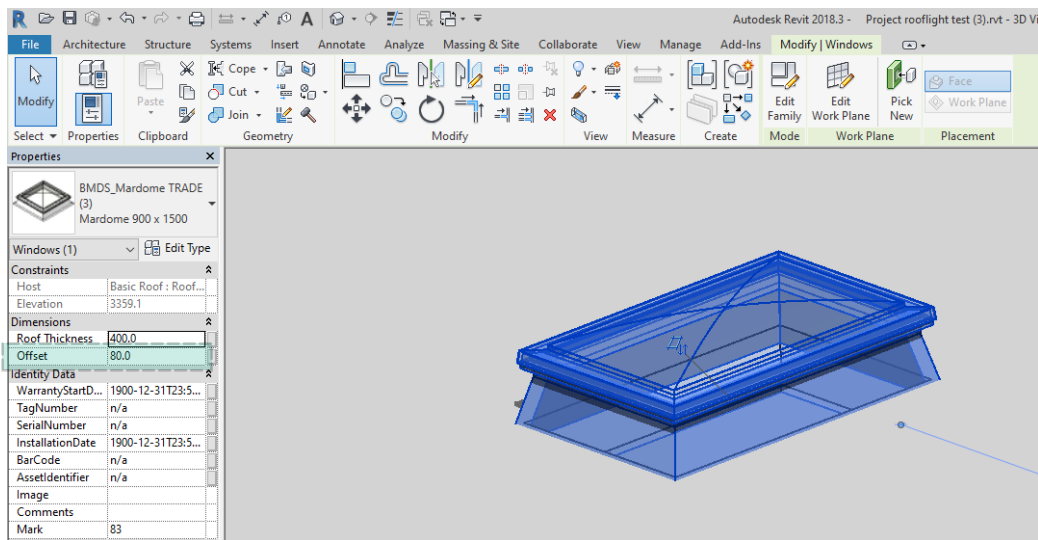 Autodesk Revit 2018.3 - Project rooflight test (3).rvt - 3D Vi
File Architecture Structure Systems Insert Annotate Analyze Massing & Site Collaborate View Manage Add-Ins Modify | Windows
Modify
Paste
Cope
Cut
Join
Edit Family
Edit Work Plane
Pick New
Face
Work Plane
Select Properties Clipboard Geometry Modify View Measure Create Mode Work Plane Placement
Properties
BMDS_Mardome TRADE
(3)
Mardome 900 x 1500
Windows (1) Edit Type
Constraints
Host Basic Roof : Roof...
Elevation 3359.1
Dimensions
Roof Thickness 400.0
Offset 80.0
Identity Data
WarrantyStartD... 1900-12-31T23:5...
TagNumber n/a
SerialNumber n/a
InstallationDate 1900-12-31T23:5...
BarCode n/a
AssetIdentifier n/a
Image
Comments
Mark 83